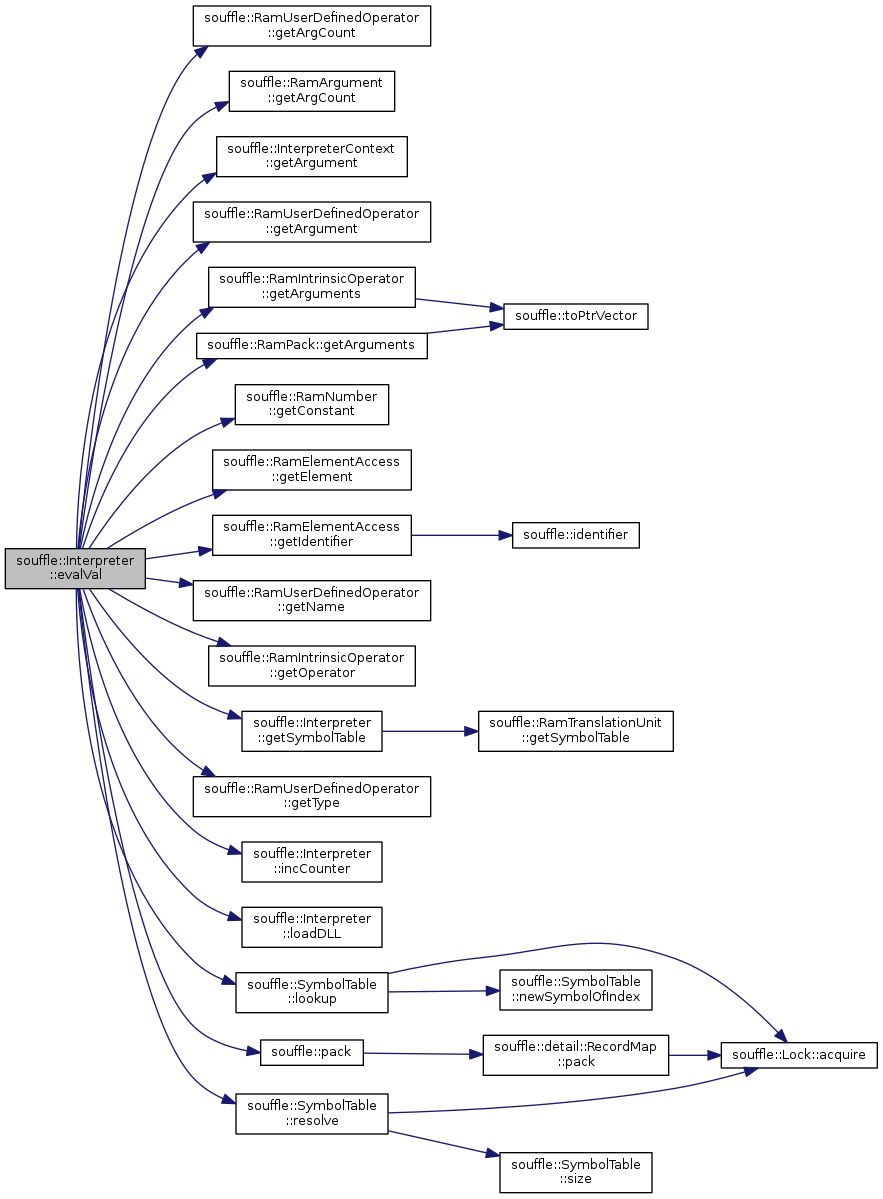 souffle::RamUserDefinedOperator
::getArgCount
souffle::RamArgument
::getArgCount
souffle::InterpreterContext
::getArgument
souffle::RamUserDefinedOperator
::getArgument
souffle::RamIntrinsicOperator
::getArguments
souffle::toPtrVector
souffle::RamPack::getArguments
souffle::RamNumber
::getConstant
souffle::RamElementAccess
::getElement
souffle::RamElementAccess
::getIdentifier
souffle::identifier
souffle::Interpreter
::evalVal
souffle::RamUserDefinedOperator
::getName
souffle::RamIntrinsicOperator
::getOperator
souffle::Interpreter
::getSymbolTable
souffle::RamTranslationUnit
::getSymbolTable
souffle::RamUserDefinedOperator
::getType
souffle::Interpreter
::incCounter
souffle::Interpreter
::loadDLL
souffle::SymbolTable
::lookup
souffle::SymbolTable
::newSymbolOfIndex
souffle::pack
souffle::detail::RecordMap
::pack
souffle::Lock::acquire
souffle::SymbolTable
::resolve
souffle::SymbolTable
::size